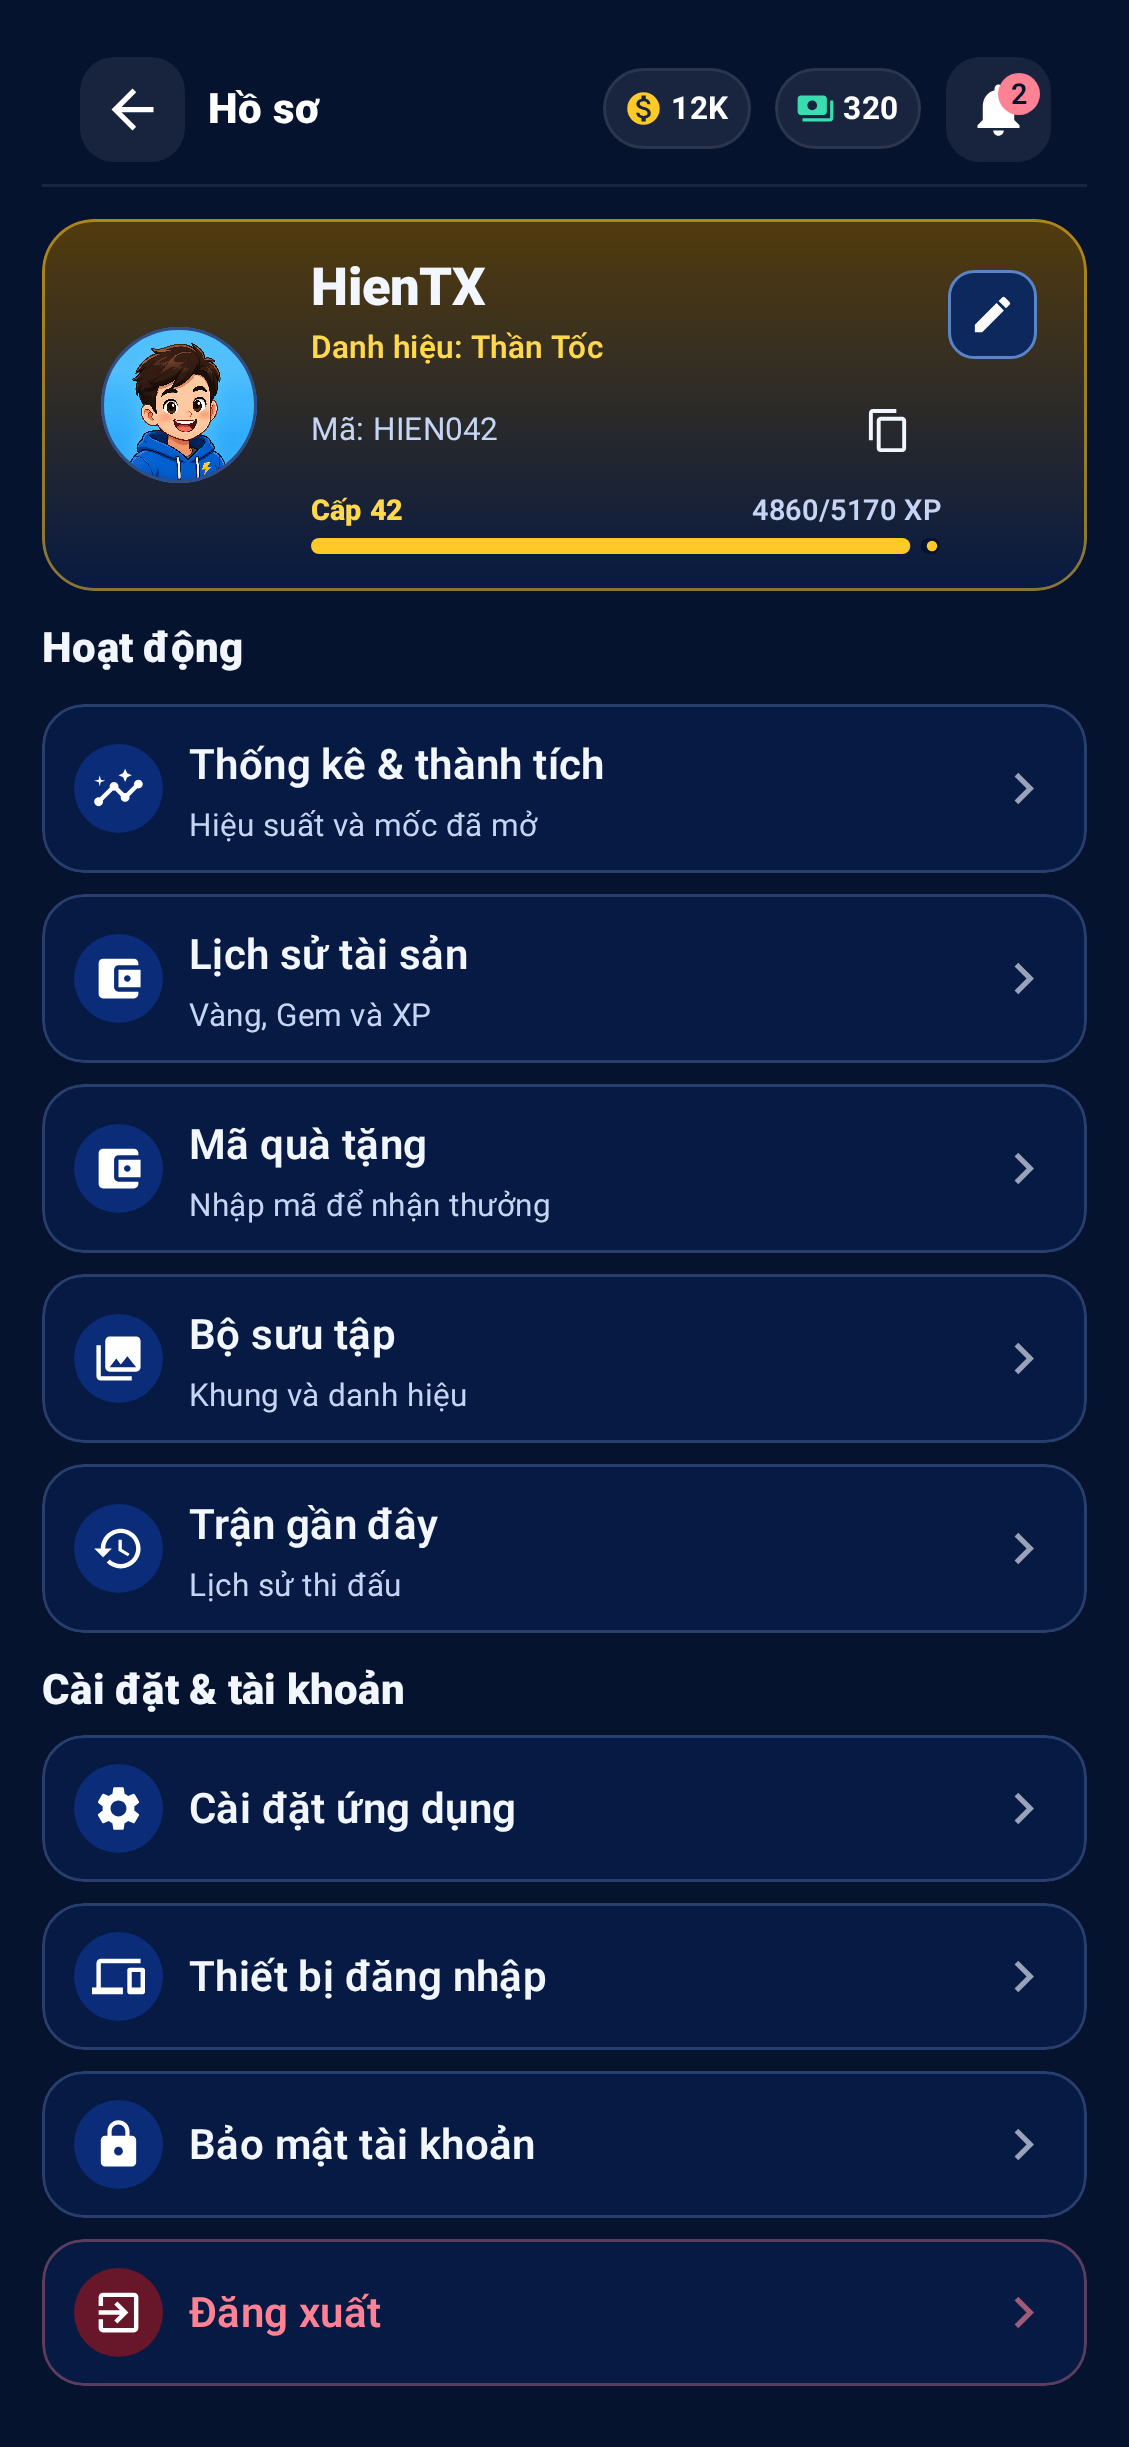 Hồ sơ
12K
320
2
HienTX
Danh hiệu: Thần Tốc
Mã: HIEN042
Cấp 42
4860/5170 XP
Hoạt động
Thống kê & thành tích
Hiệu suất và mốc đã mở
Lịch sử tài sản
Vàng, Gem và XP
Mã quà tặng
Nhập mã để nhận thưởng
Bộ sưu tập
Khung và danh hiệu
Trận gần đây
Lịch sử thi đấu
Cài đặt & tài khoản
Cài đặt ứng dụng
Thiết bị đăng nhập
Bảo mật tài khoản
Đăng xuất